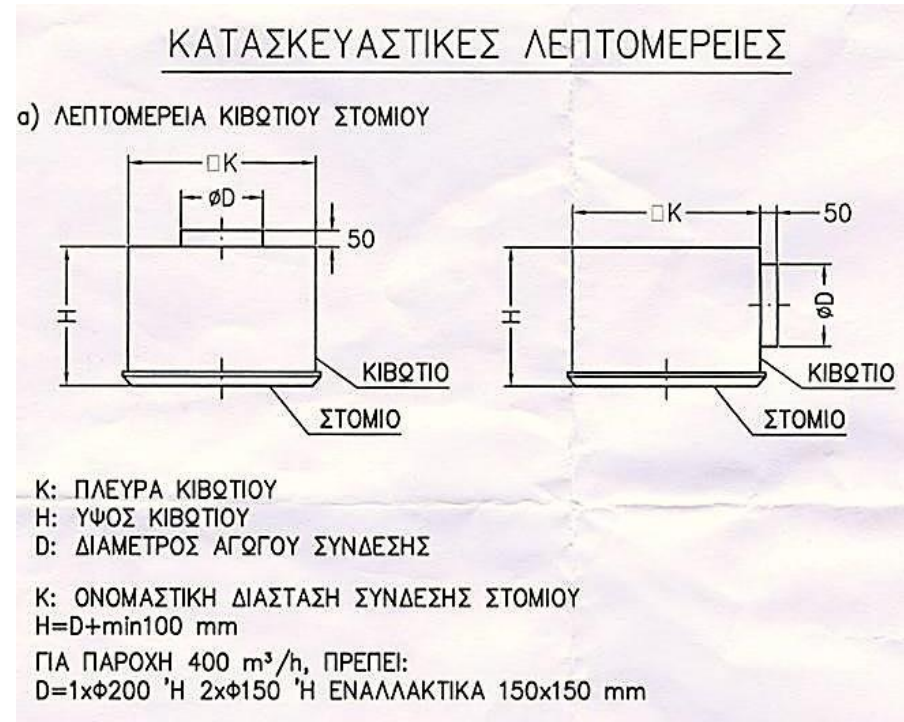 ΚΑΤΑΣΚΕΥΑΣΤΙΚΕΣ ΛΕΠΤΟΜΕΡΕΙΕΣ
α) ΛΕΠΤΟΜΕΡΕΙΑ ΚΙΒΩΤΙΟΥ ΣΤΟΜΙΟΥ
□K
øD
50
H
ΚΙΒΩΤΙΟ
ΣΤΟΜΙΟ
□K
50
H
øD
ΚΙΒΩΤΙΟ
ΣΤΟΜΙΟ
Κ: ΠΛΕΥΡΑ ΚΙΒΩΤΙΟΥ
Η: ΥΨΟΣ ΚΙΒΩΤΙΟΥ
D: ΔΙΑΜΕΤΡΟΣ ΑΓΩΓΟΥ ΣΥΝΔΕΣΗΣ
Κ: ΟΝΟΜΑΣΤΙΚΗ ΔΙΑΣΤΑΣΗ ΣΥΝΔΕΣΗΣ ΣΤΟΜΙΟΥ
H=D+min100 mm
ΓΙΑ ΠΑΡΟΧΗ 400 m³/h, ΠΡΕΠΕΙ:
D=1xΦ200 'Η 2xΦ150 'Η ΕΝΑΛΛΑΚΤΙΚΑ 150x150 mm